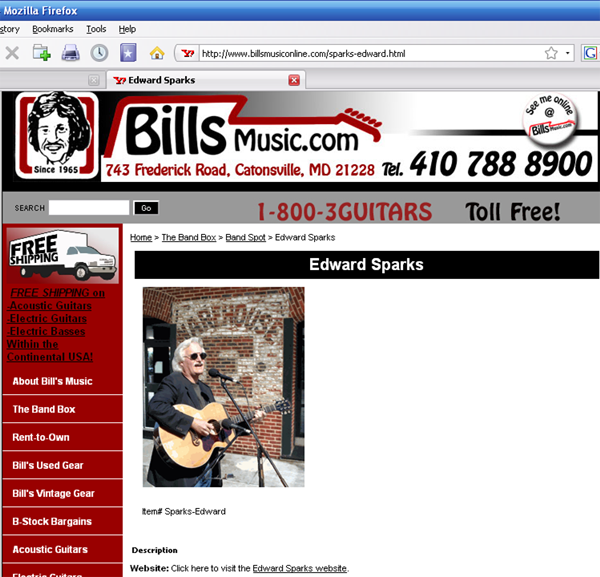 Mozilla Firefox
story Bookmarks Tools Help
http://www.billsmusiconline.com/sparks-edward.html
Edward Sparks
Since 1965
Bills Music.com
See me online @ BillsMusic.com
743 Frederick Road, Catonsville, MD 21228 Tel. 410 788 8900
SEARCH Go
1-800-3GUITARS Toll Free!
FREE SHIPPING
Home > The Band Box > Band Spot > Edward Sparks
Edward Sparks
FREE SHIPPING on
-Acoustic Guitars
-Electric Guitars
-Electric Basses
Within the
Continental USA!
About Bill's Music
The Band Box
Rent-to-Own
Bill's Used Gear
Bill's Vintage Gear
B-Stock Bargains
Acoustic Guitars
Electric Guitars
Item# Sparks-Edward
Description
Website: Click here to visit the Edward Sparks website.